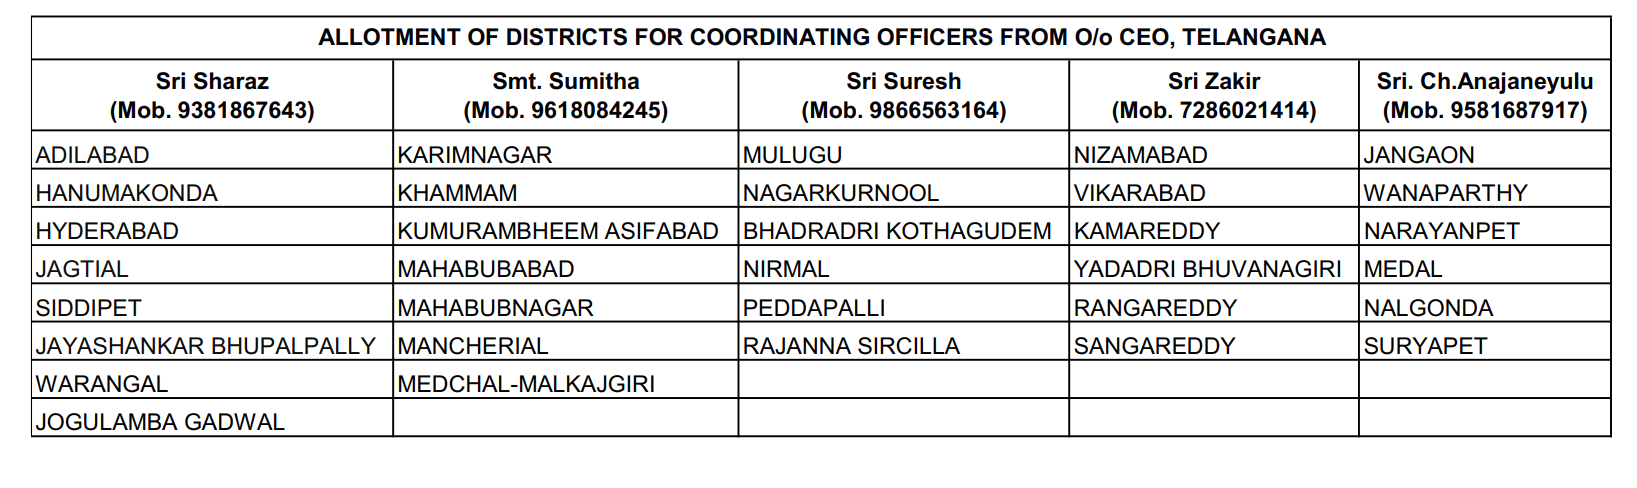 ALLOTMENT OF DISTRICTS FOR COORDINATING OFFICERS FROM O/o CEO, TELANGANA
Sri Sharaz Smt. Sumitha Sri Suresh Sri Zakir Sri. Ch.Anajaneyulu
(Mob. 9381867643) (Mob. 9618084245) (Mob. 9866563164) (Mob. 7286021414) (Mob. 9581687917)
ADILABAD KARIMNAGAR MULUGU NIZAMABAD JANGAON
HANUMAKONDA KHAMMAM NAGARKURNOOL VIKARABAD WANAPARTHY
HYDERABAD KUMURAMBHEEM ASIFABAD BHADRADRI KOTHAGUDEM KAMAREDDY NARAYANPET
JAGTIAL MAHABUBABAD NIRMAL YADADRI BHUVANAGIRI MEDAL
SIDDIPET MAHABUBNAGAR PEDDAPALLI RANGAREDDY NALGONDA
JAYASHANKAR BHUPALPALLY MANCHERIAL RAJANNA SIRCILLA SANGAREDDY SURYAPET
WARANGAL MEDCHAL-MALKAJGIRI
JOGULAMBA GADWAL